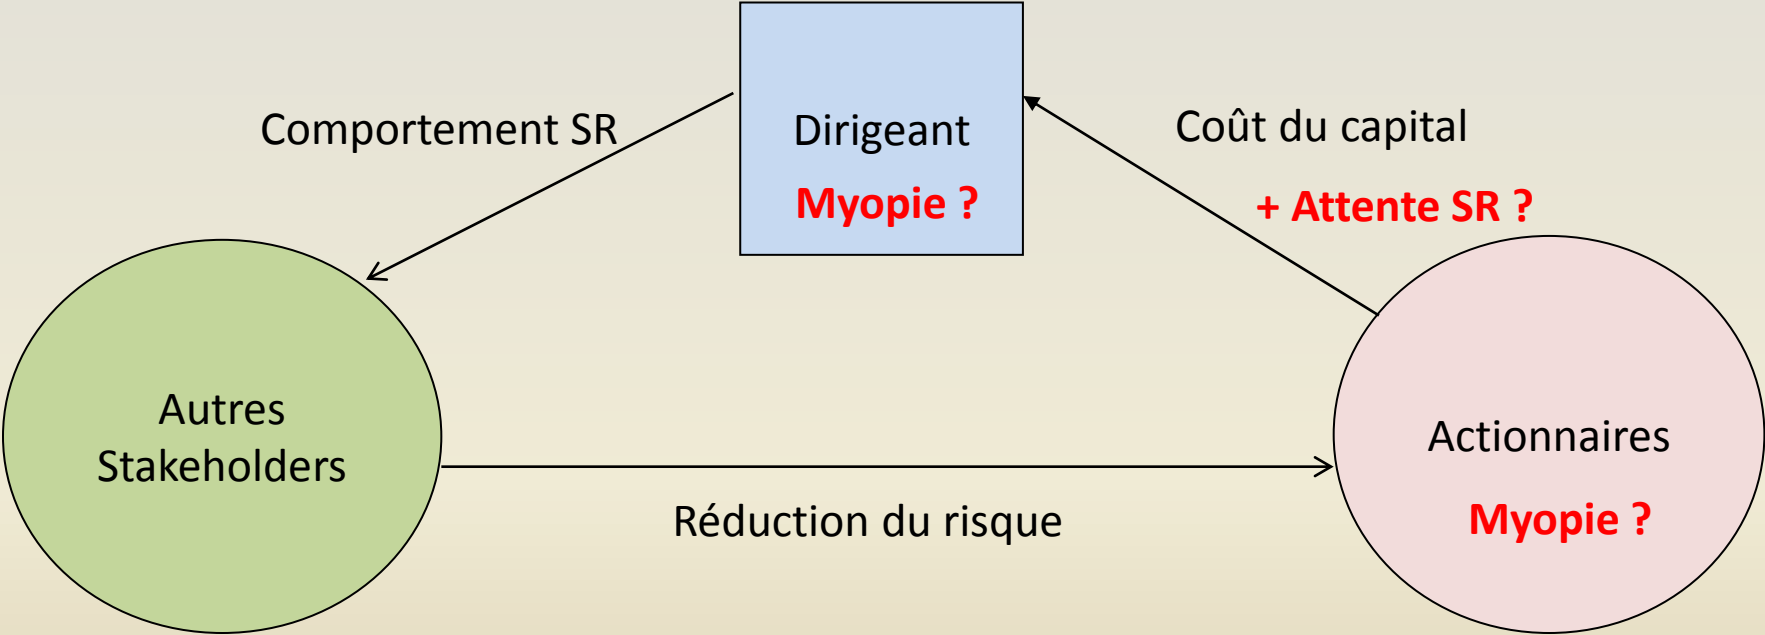 Comportement SR
Dirigeant
Myopie ?
Coût du capital
+ Attente SR ?
Autres
Stakeholders
Actionnaires
Myopie ?
Réduction du risque